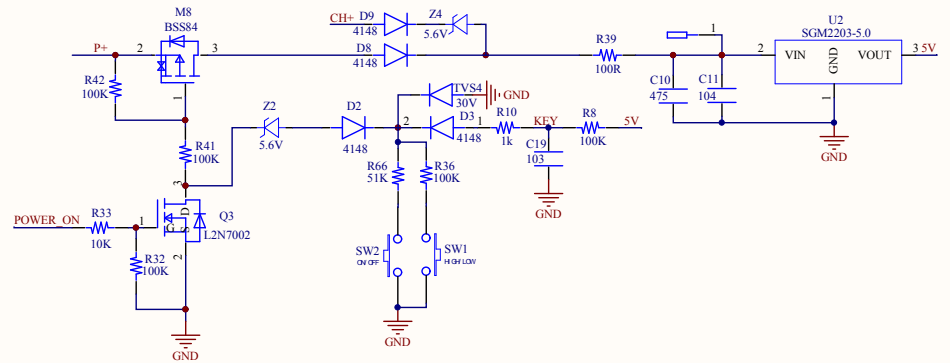 M8
BSS84
CH+
D9
4148
Z4
5.6V
U2
SGM2203-5.0
P+
2
3
D8
4148
R39
100R
1
2
VIN
GND
VOUT
3
5V
R42
100K
1
C10
475
C11
104
1
GND
TVS4
30V
GND
Z2
5.6V
D2
4148
2
D3
4148
1
R10
1k
KEY
R8
100K
5V
C19
103
GND
R41
100K
3
R66
51K
R36
100K
POWER_ON
R33
10K
1
D
G
S
Q3
L2N7002
2
R32
100K
GND
SW2
ON/OFF
SW1
HIGH/LOW
GND